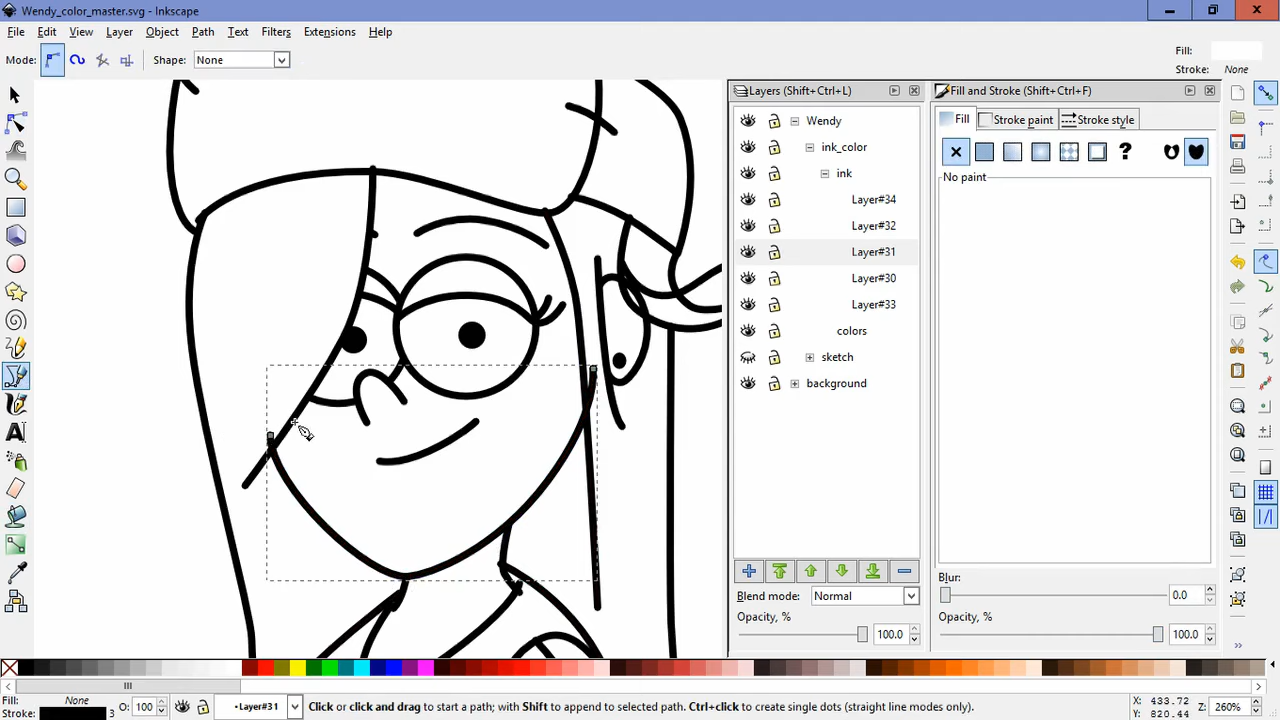 Wendy_color_master.svg - Inkscape
File Edit View Layer Object Path Text Filters Extensions Help
Mode: Shape: None Fill:
Stroke: None
Layers (Shift+Ctrl+L) Fill and Stroke (Shift+Ctrl+F)
Wendy
ink_color
ink
Layer#34
Layer#32
Layer#31
Layer#30
Layer#33
colors
sketch
background
Fill Stroke paint Stroke style
?
No paint
Blend mode: Normal
Opacity, % 100.0
Blur:
0.0
Opacity, %
100.0
Fill: None
Stroke: 3
O: 100
•Layer#31
Click or click and drag to start a path; with Shift to append to selected path. Ctrl+click to create single dots (straight line modes only).
X: 433.72
Y: 820.44
Z: 260%